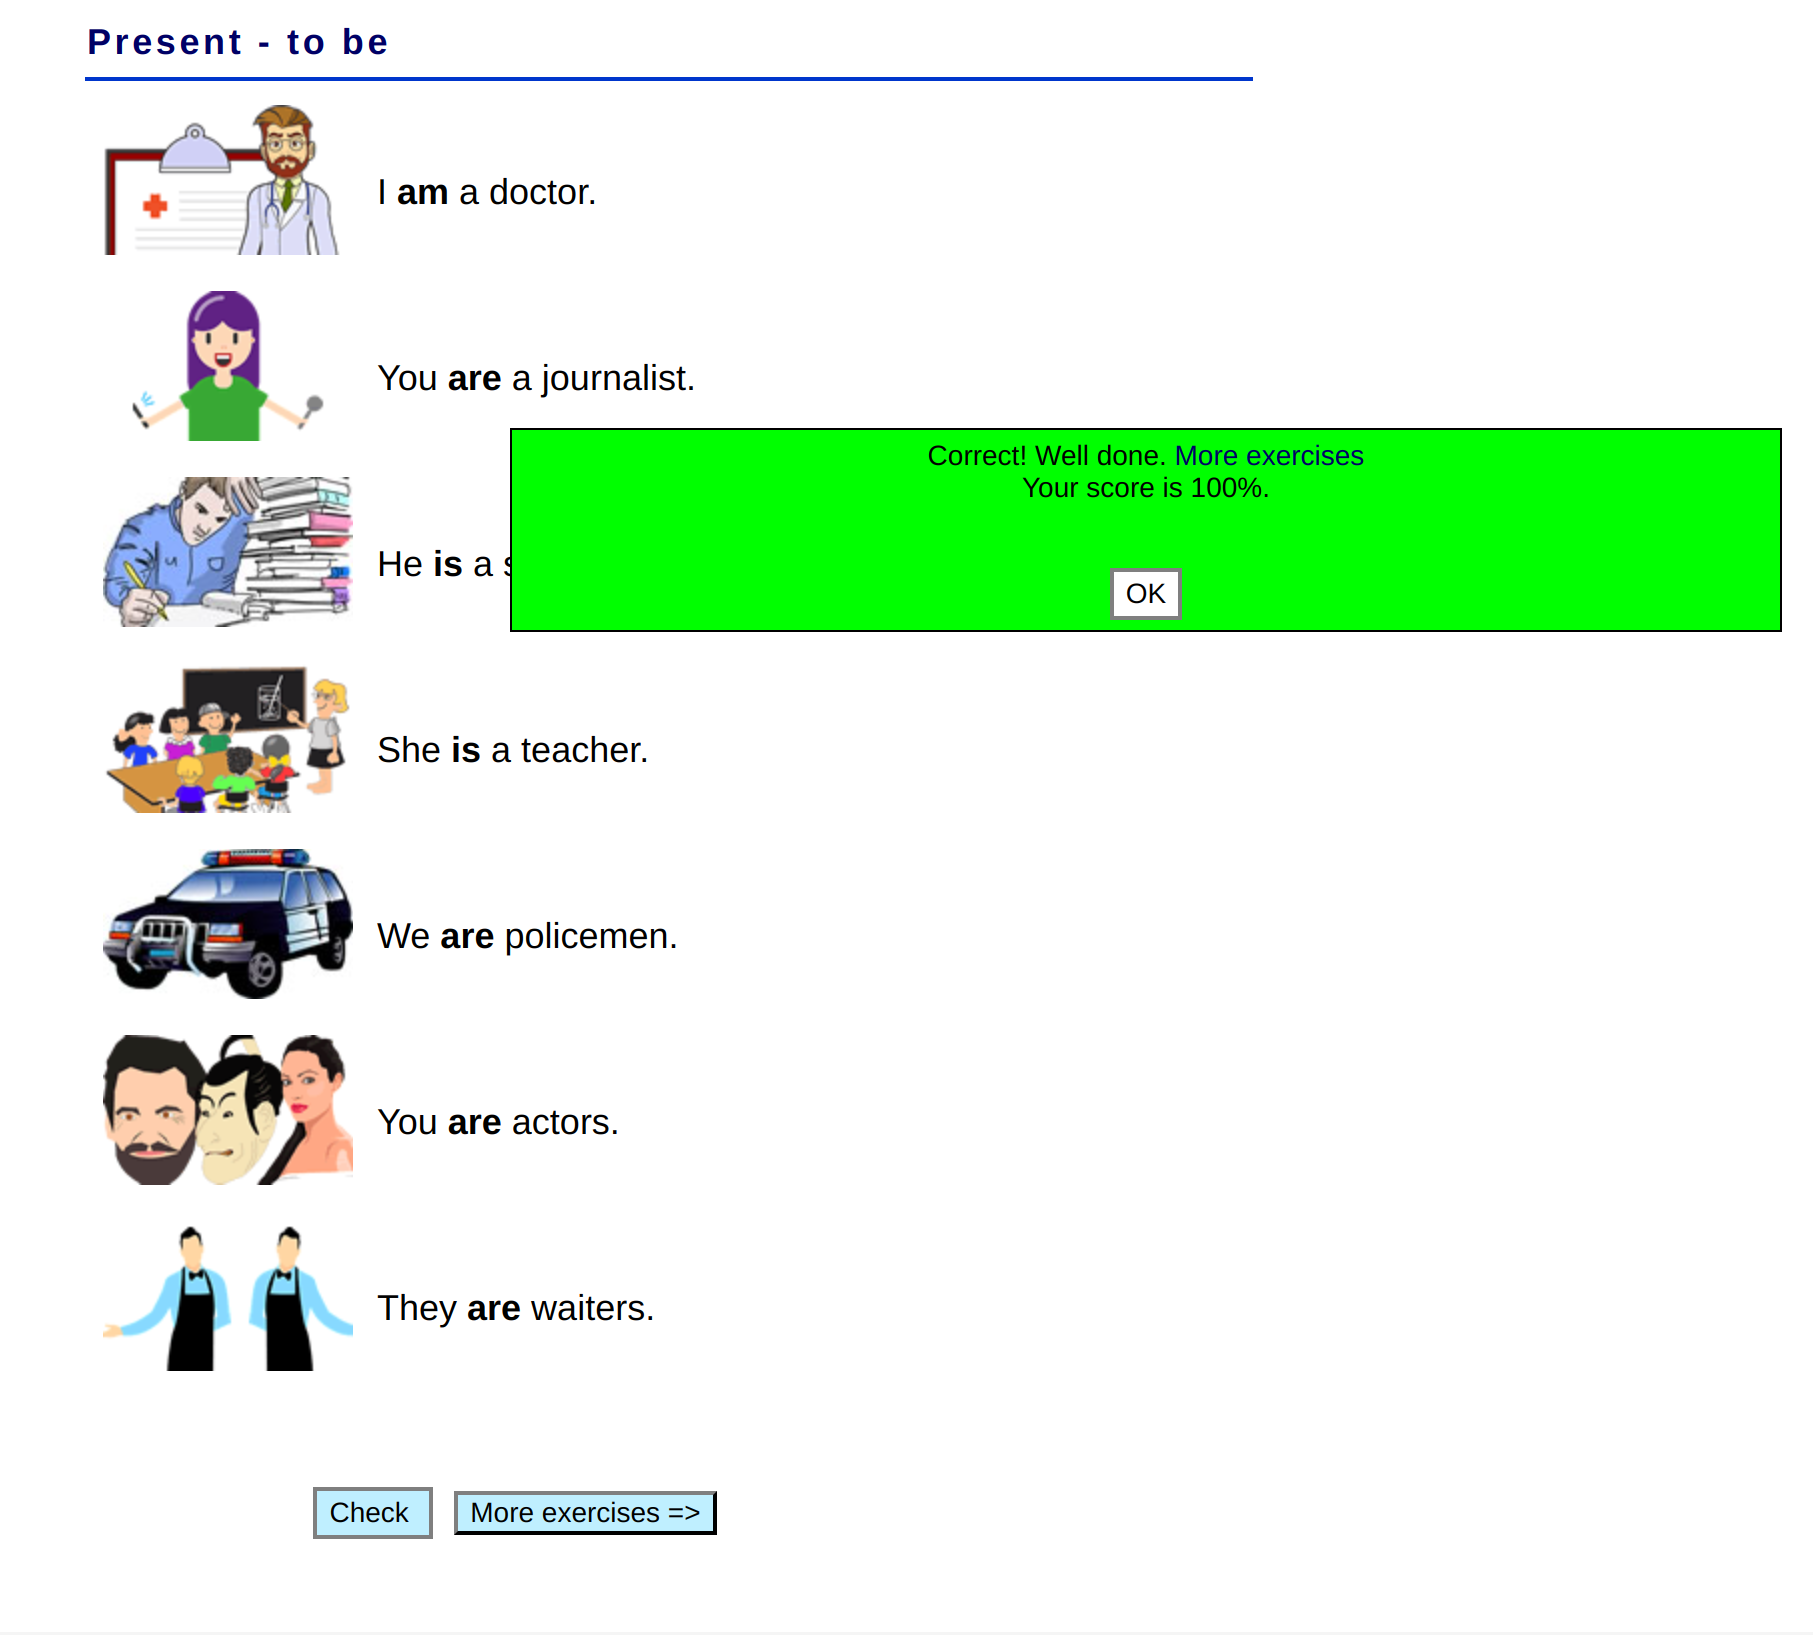 Present - to be
I am a doctor.
You are a journalist.
Correct! Well done. More exercises
Your score is 100%.
He is a
OK
She is a teacher.
We are policemen.
You are actors.
They are waiters.
Check
More exercises =>